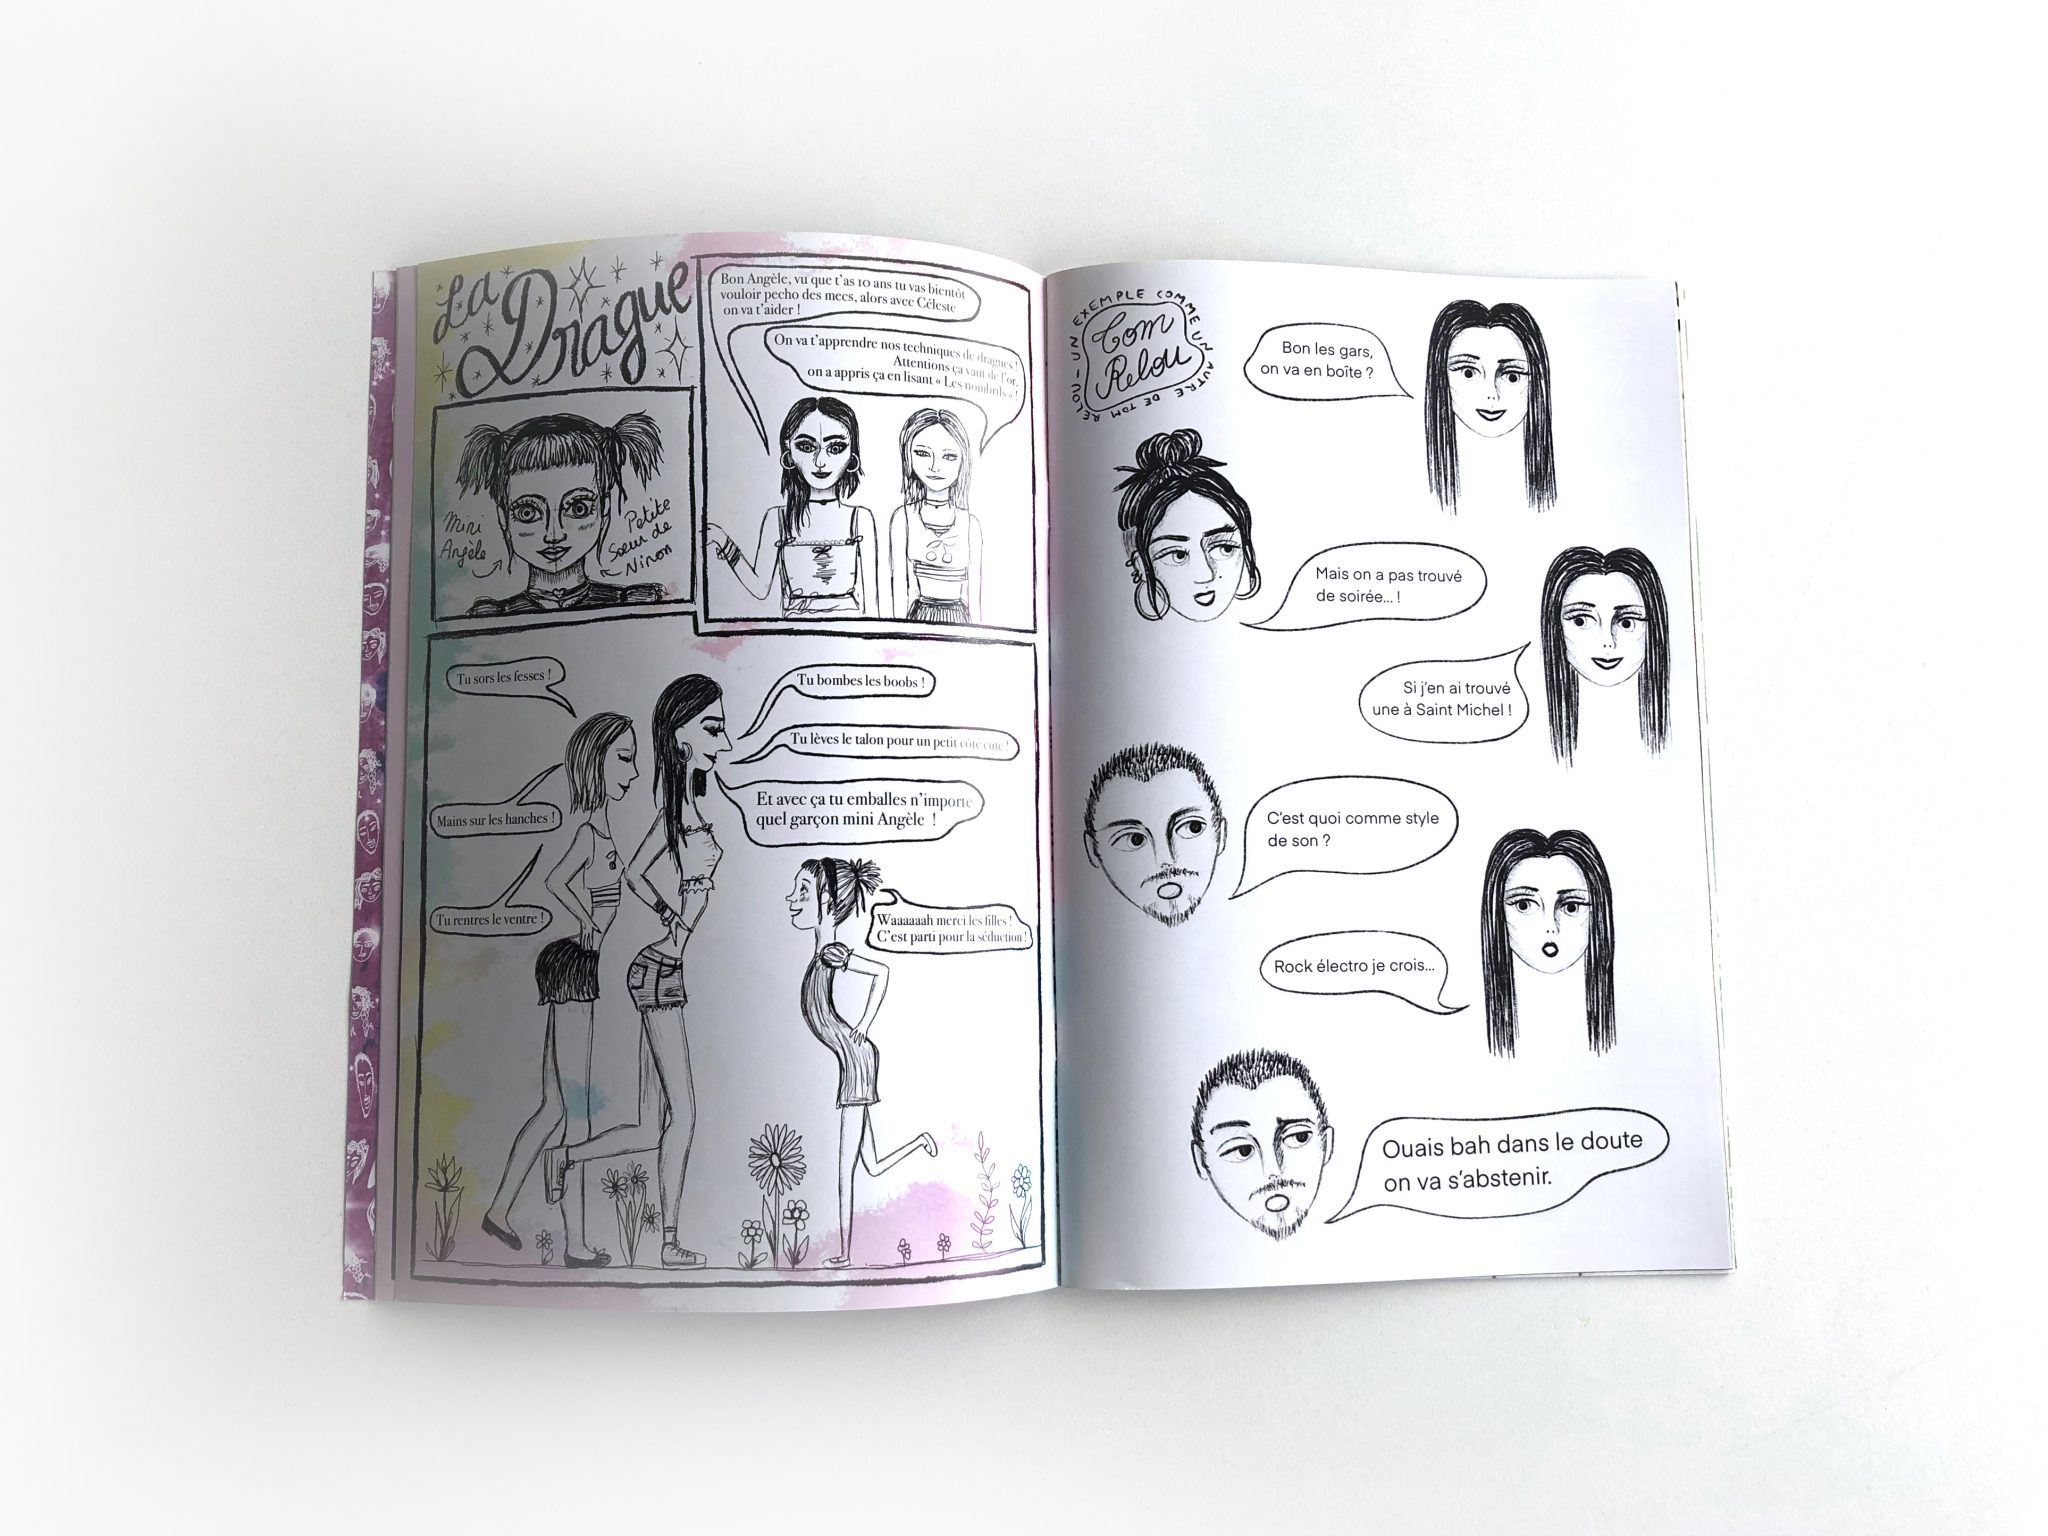 La
Drague
Mini
Angèle
Petite
Sœur de
Ninon
Bon Angèle, vu que t'as 10 ans tu vas bientôt
vouloir pecho des mecs, alors avec Céleste
on va t'aider !
On va t'apprendre nos techniques de dragues !
Attentions ça vaut de l'or,
on a appris ça en lisant « Les nombrils » !
Tu sors les fesses !
Tu bombes les boobs !
Tu lèves le talon pour un petit côté cute !
Mains sur les hanches !
Et avec ça tu emballes n'importe
quel garçon mini Angèle !
Tu rentres le ventre !
Waaaaaah merci les filles !
C'est parti pour la séduction !
RELOU - UN EXEMPLE COMME UN AUTRE DE TOM
Tom
Relou
Bon les gars,
on va en boîte ?
Mais on a pas trouvé
de soirée... !
Si j'en ai trouvé
une à Saint Michel !
C'est quoi comme style
de son ?
Rock électro je crois...
Ouais bah dans le doute
on va s'abstenir.